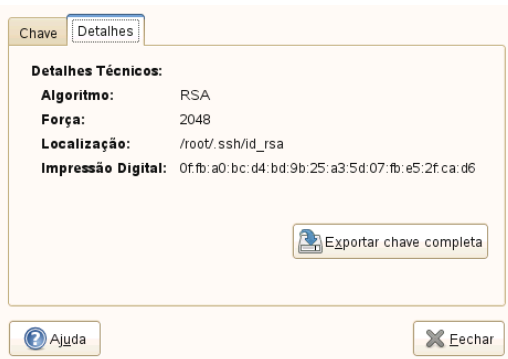 Chave Detalhes
Detalhes Técnicos:
Algoritmo: RSA
Força: 2048
Localização: /root/.ssh/id_rsa
Impressão Digital: 0f:fb:a0:bc:d4:bd:9b:25:a3:5d:07:fb:e5:2f:ca:d6
Exportar chave completa
Ajuda Fechar